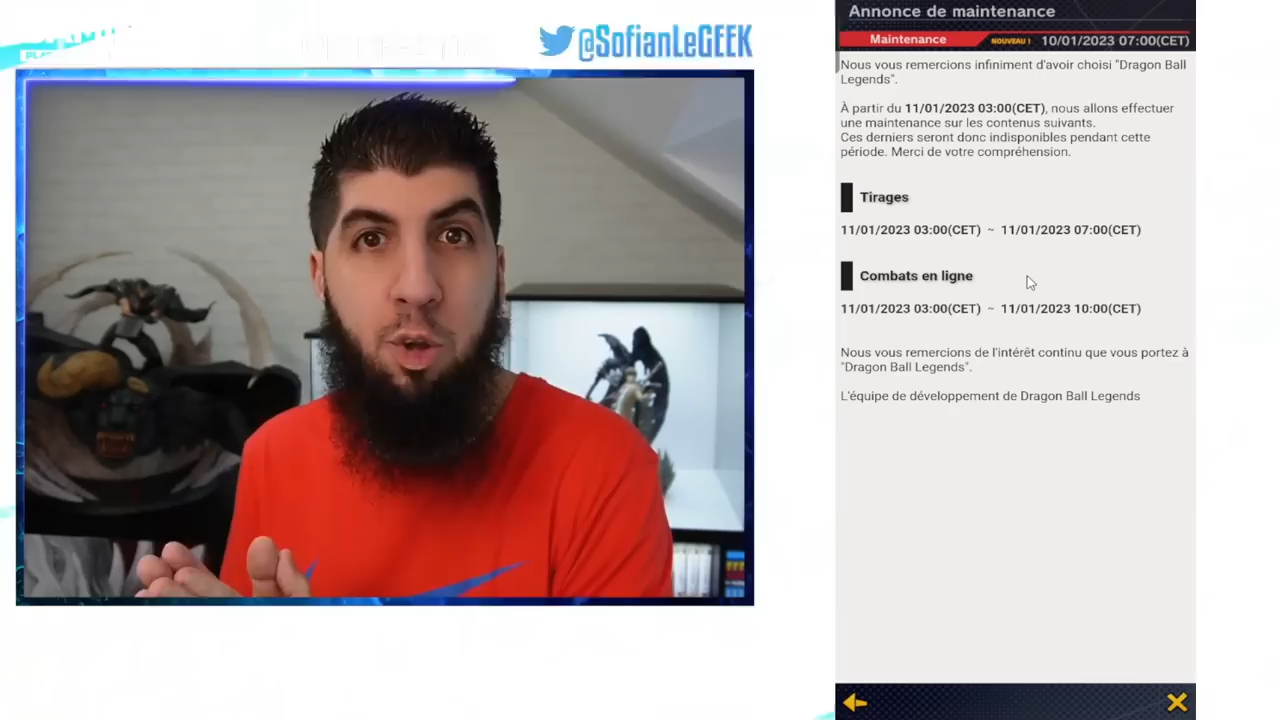 @SofianLeGEEK
Annonce de maintenance
Maintenance NOUVEAU ! 10/01/2023 07:00(CET)
Nous vous remercions infiniment d'avoir choisi "Dragon Ball
Legends".
À partir du 11/01/2023 03:00(CET), nous allons effectuer
une maintenance sur les contenus suivants.
Ces derniers seront donc indisponibles pendant cette
période. Merci de votre compréhension.
Tirages
11/01/2023 03:00(CET) ~ 11/01/2023 07:00(CET)
Combats en ligne
11/01/2023 03:00(CET) ~ 11/01/2023 10:00(CET)
Nous vous remercions de l'intérêt continu que vous portez à
"Dragon Ball Legends".
L'équipe de développement de Dragon Ball Legends